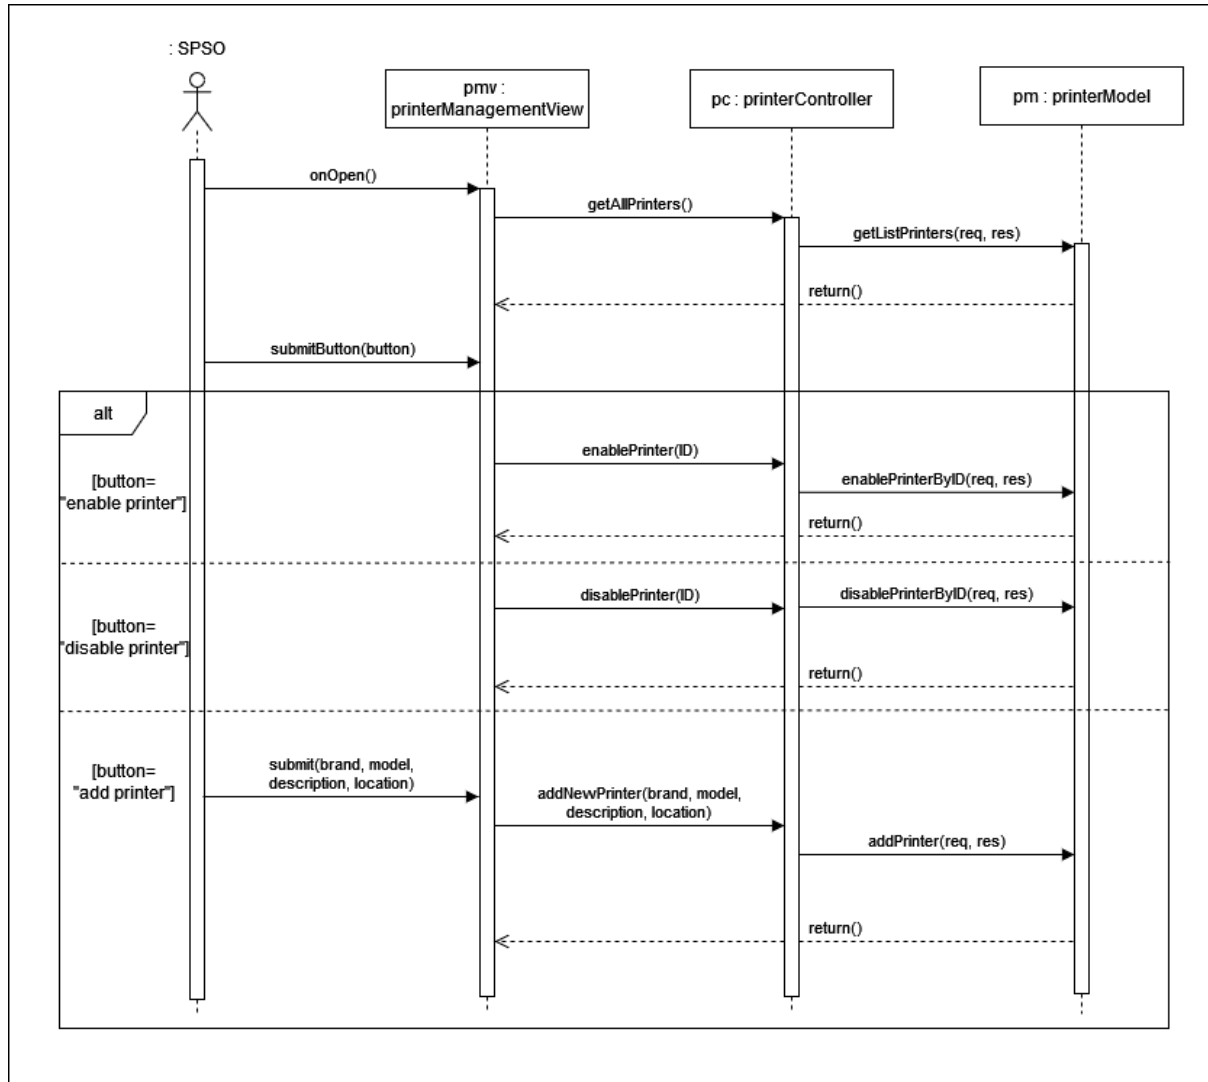 : SPSO
pmv :
printerManagementView
pc : printerController
pm : printerModel
onOpen()
getAllPrinters()
getListPrinters(req, res)
return()
submitButton(button)
alt
enablePrinter(ID)
[button=
"enable printer"]
enablePrinterByID(req, res)
return()
disablePrinter(ID)
disablePrinterByID(req, res)
[button=
"disable printer"]
return()
[button=
"add printer"]
submit(brand, model,
description, location)
addNewPrinter(brand, model,
description, location)
addPrinter(req, res)
return()